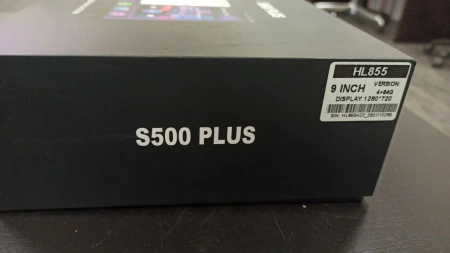 HL855
9 INCH
VERSION:
4+64G
DISPLAY:1280*720
S500 PLUS